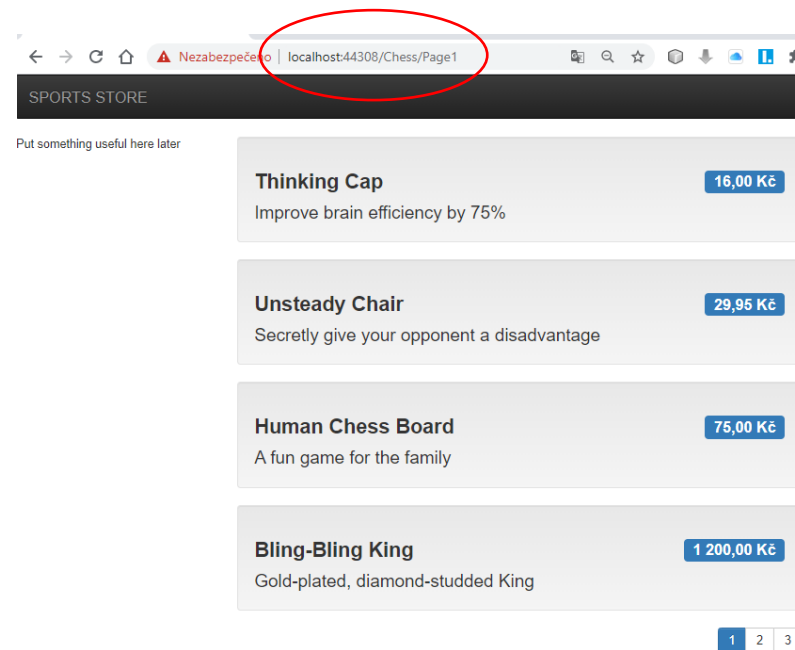 Nezabezpečeno | localhost:44308/Chess/Page1
SPORTS STORE
Put something useful here later
Thinking Cap
16,00 Kč
Improve brain efficiency by 75%
Unsteady Chair
29,95 Kč
Secretly give your opponent a disadvantage
Human Chess Board
75,00 Kč
A fun game for the family
Bling-Bling King
1 200,00 Kč
Gold-plated, diamond-studded King
1 2 3